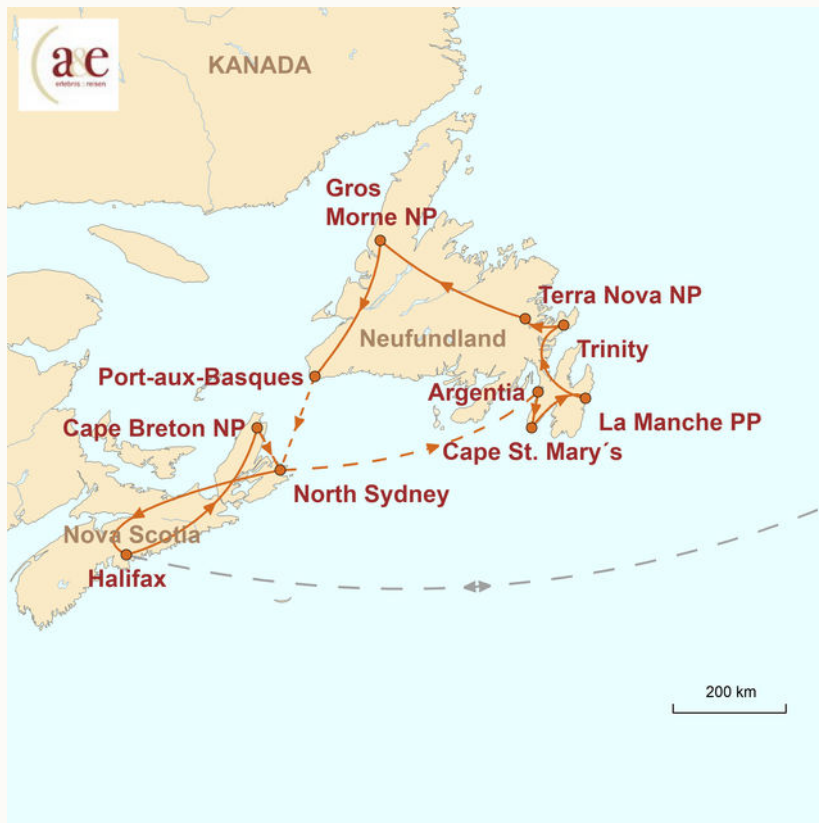 a&e
erlebnis : reisen
KANADA
Gros
Morne NP
Terra Nova NP
Neufundland
Trinity
Port-aux-Basques
Argentia
Cape Breton NP
La Manche PP
Cape St. Mary´s
North Sydney
Nova Scotia
Halifax
200 km